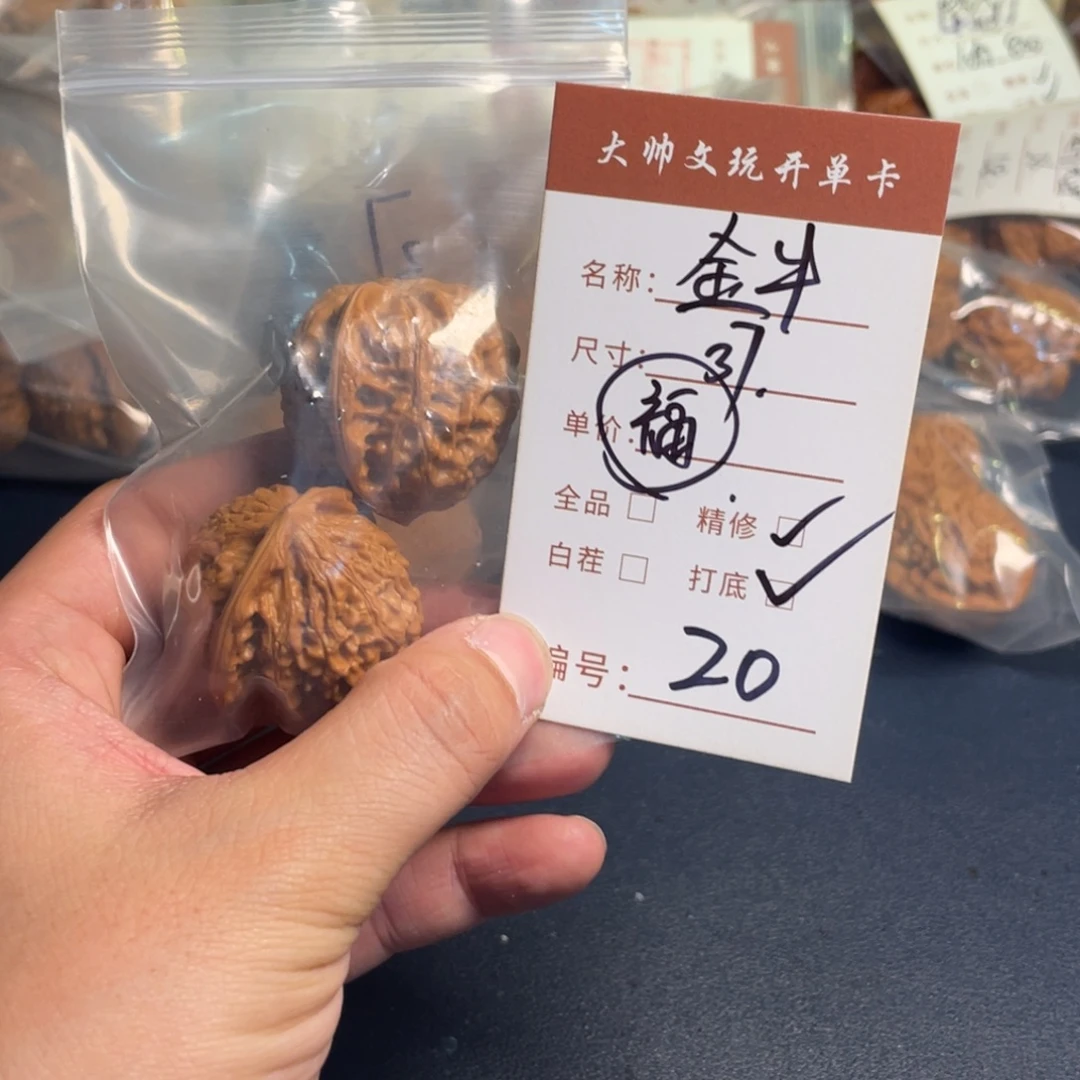 大帅文玩开单卡
名称：金牛
尺寸：37.
单价：福
全品 □ 精修 ☑
白茬 □ 打底 ☑
编号：20